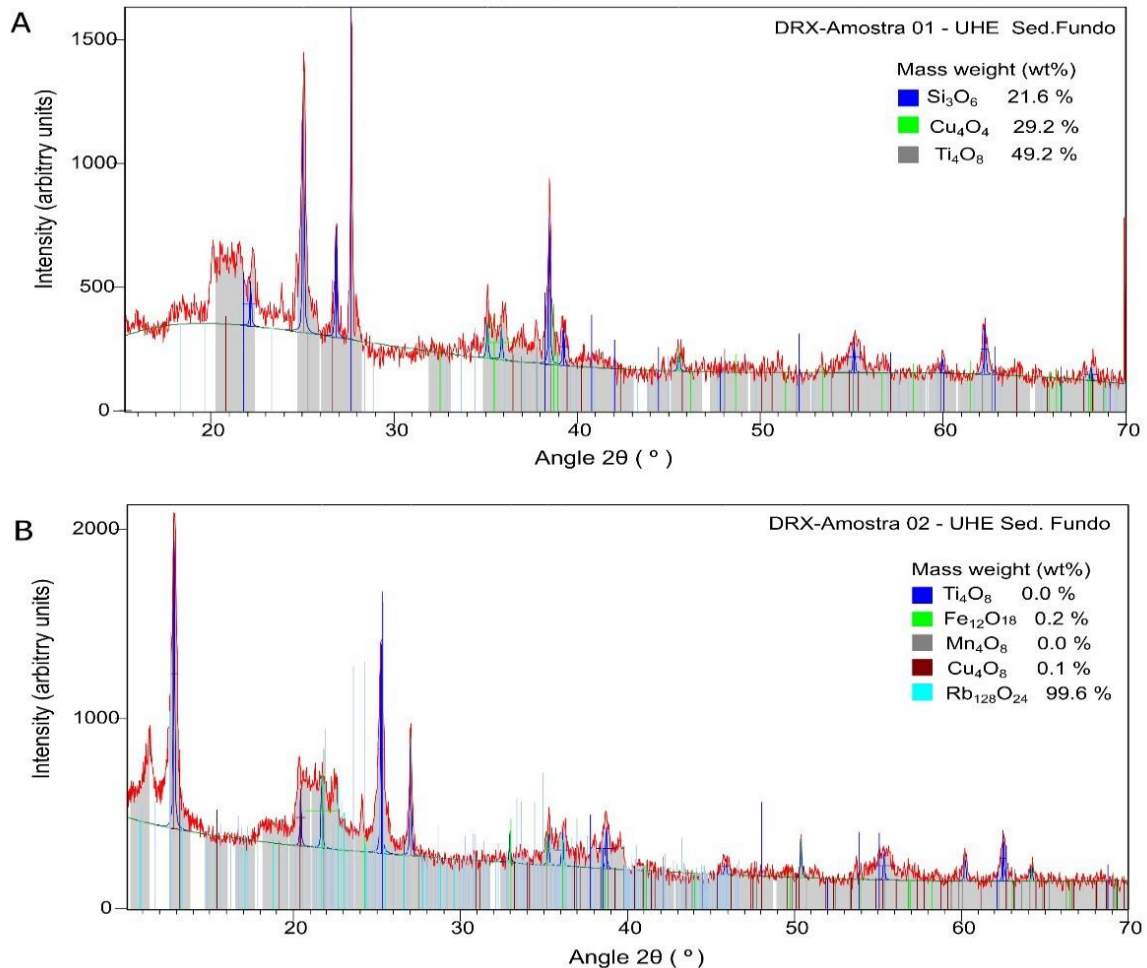 A
DRX-Amostra 01 - UHE Sed.Fundo
Mass weight (wt%)
Si₃O₆ 21.6 %
Cu₄O₄ 29.2 %
Ti₄O₈ 49.2 %
Intensity (arbitrry units)
1500
1000
500
0
20 30 40 50 60 70
Angle 2θ ( º )
B
DRX-Amostra 02 - UHE Sed. Fundo
Mass weight (wt%)
Ti₄O₈ 0.0 %
Fe₁₂O₁₈ 0.2 %
Mn₄O₈ 0.0 %
Cu₄O₈ 0.1 %
Rb₁₂₈O₂₄ 99.6 %
Intensity (arbitrry units)
2000
1000
0
20 30 40 50 60 70
Angle 2θ ( º )